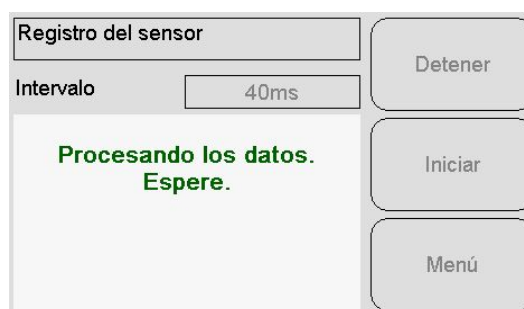 Registro del sensor
Detener
Intervalo
40ms
Procesando los datos.
Espere.
Iniciar
Menú